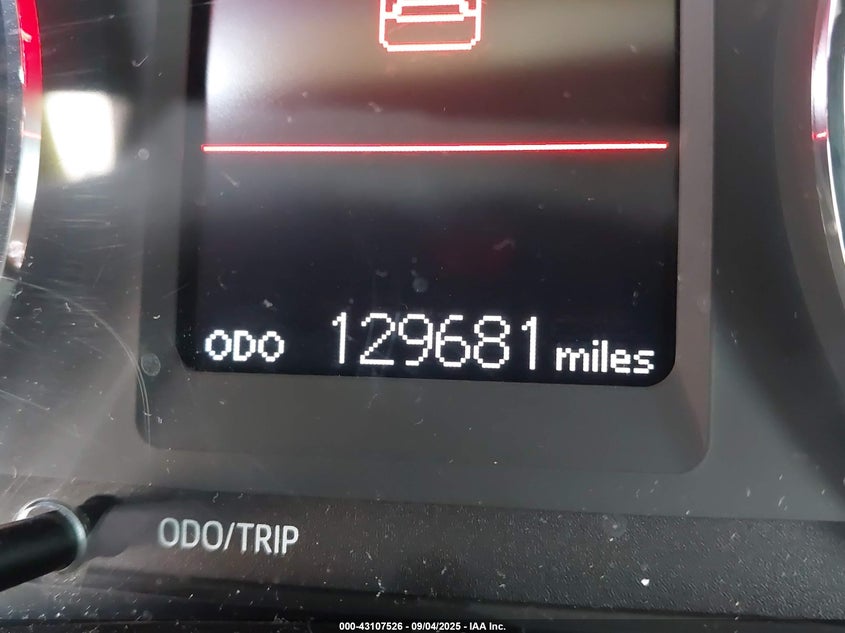 ODO 129681 miles
ODO/TRIP
000-43107526 - 09/04/2025 - IAA Inc.